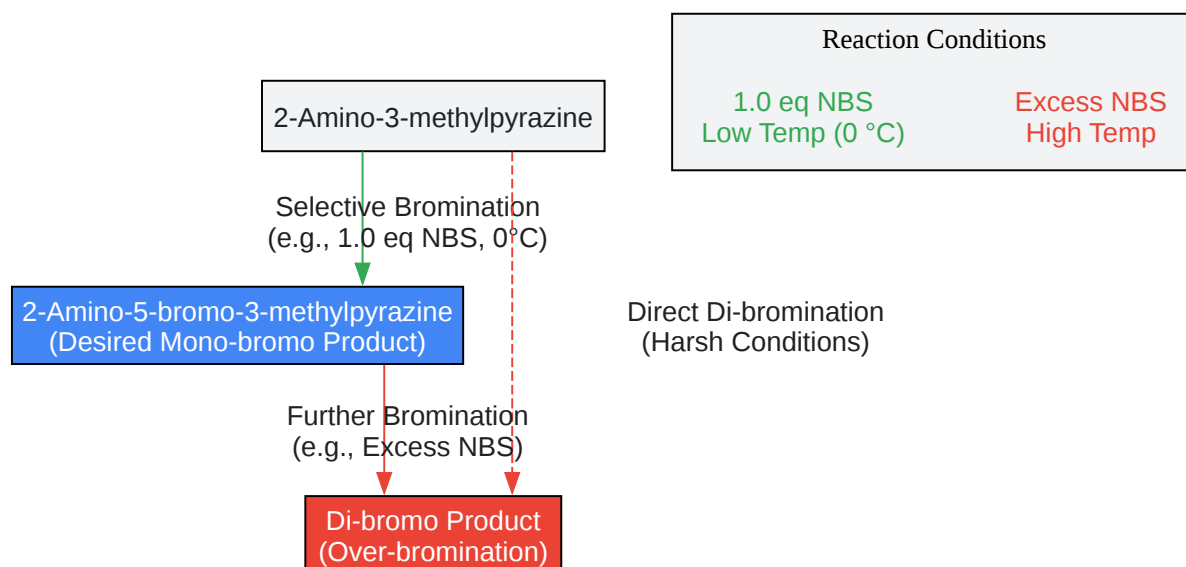 Reaction Conditions
1.0 eq NBS
Low Temp (0 °C)
Excess NBS
High Temp
2-Amino-3-methylpyrazine
Selective Bromination
(e.g., 1.0 eq NBS, 0°C)
2-Amino-5-bromo-3-methylpyrazine
(Desired Mono-bromo Product)
Direct Di-bromination
(Harsh Conditions)
Further Bromination
(e.g., Excess NBS)
Di-bromo Product
(Over-bromination)